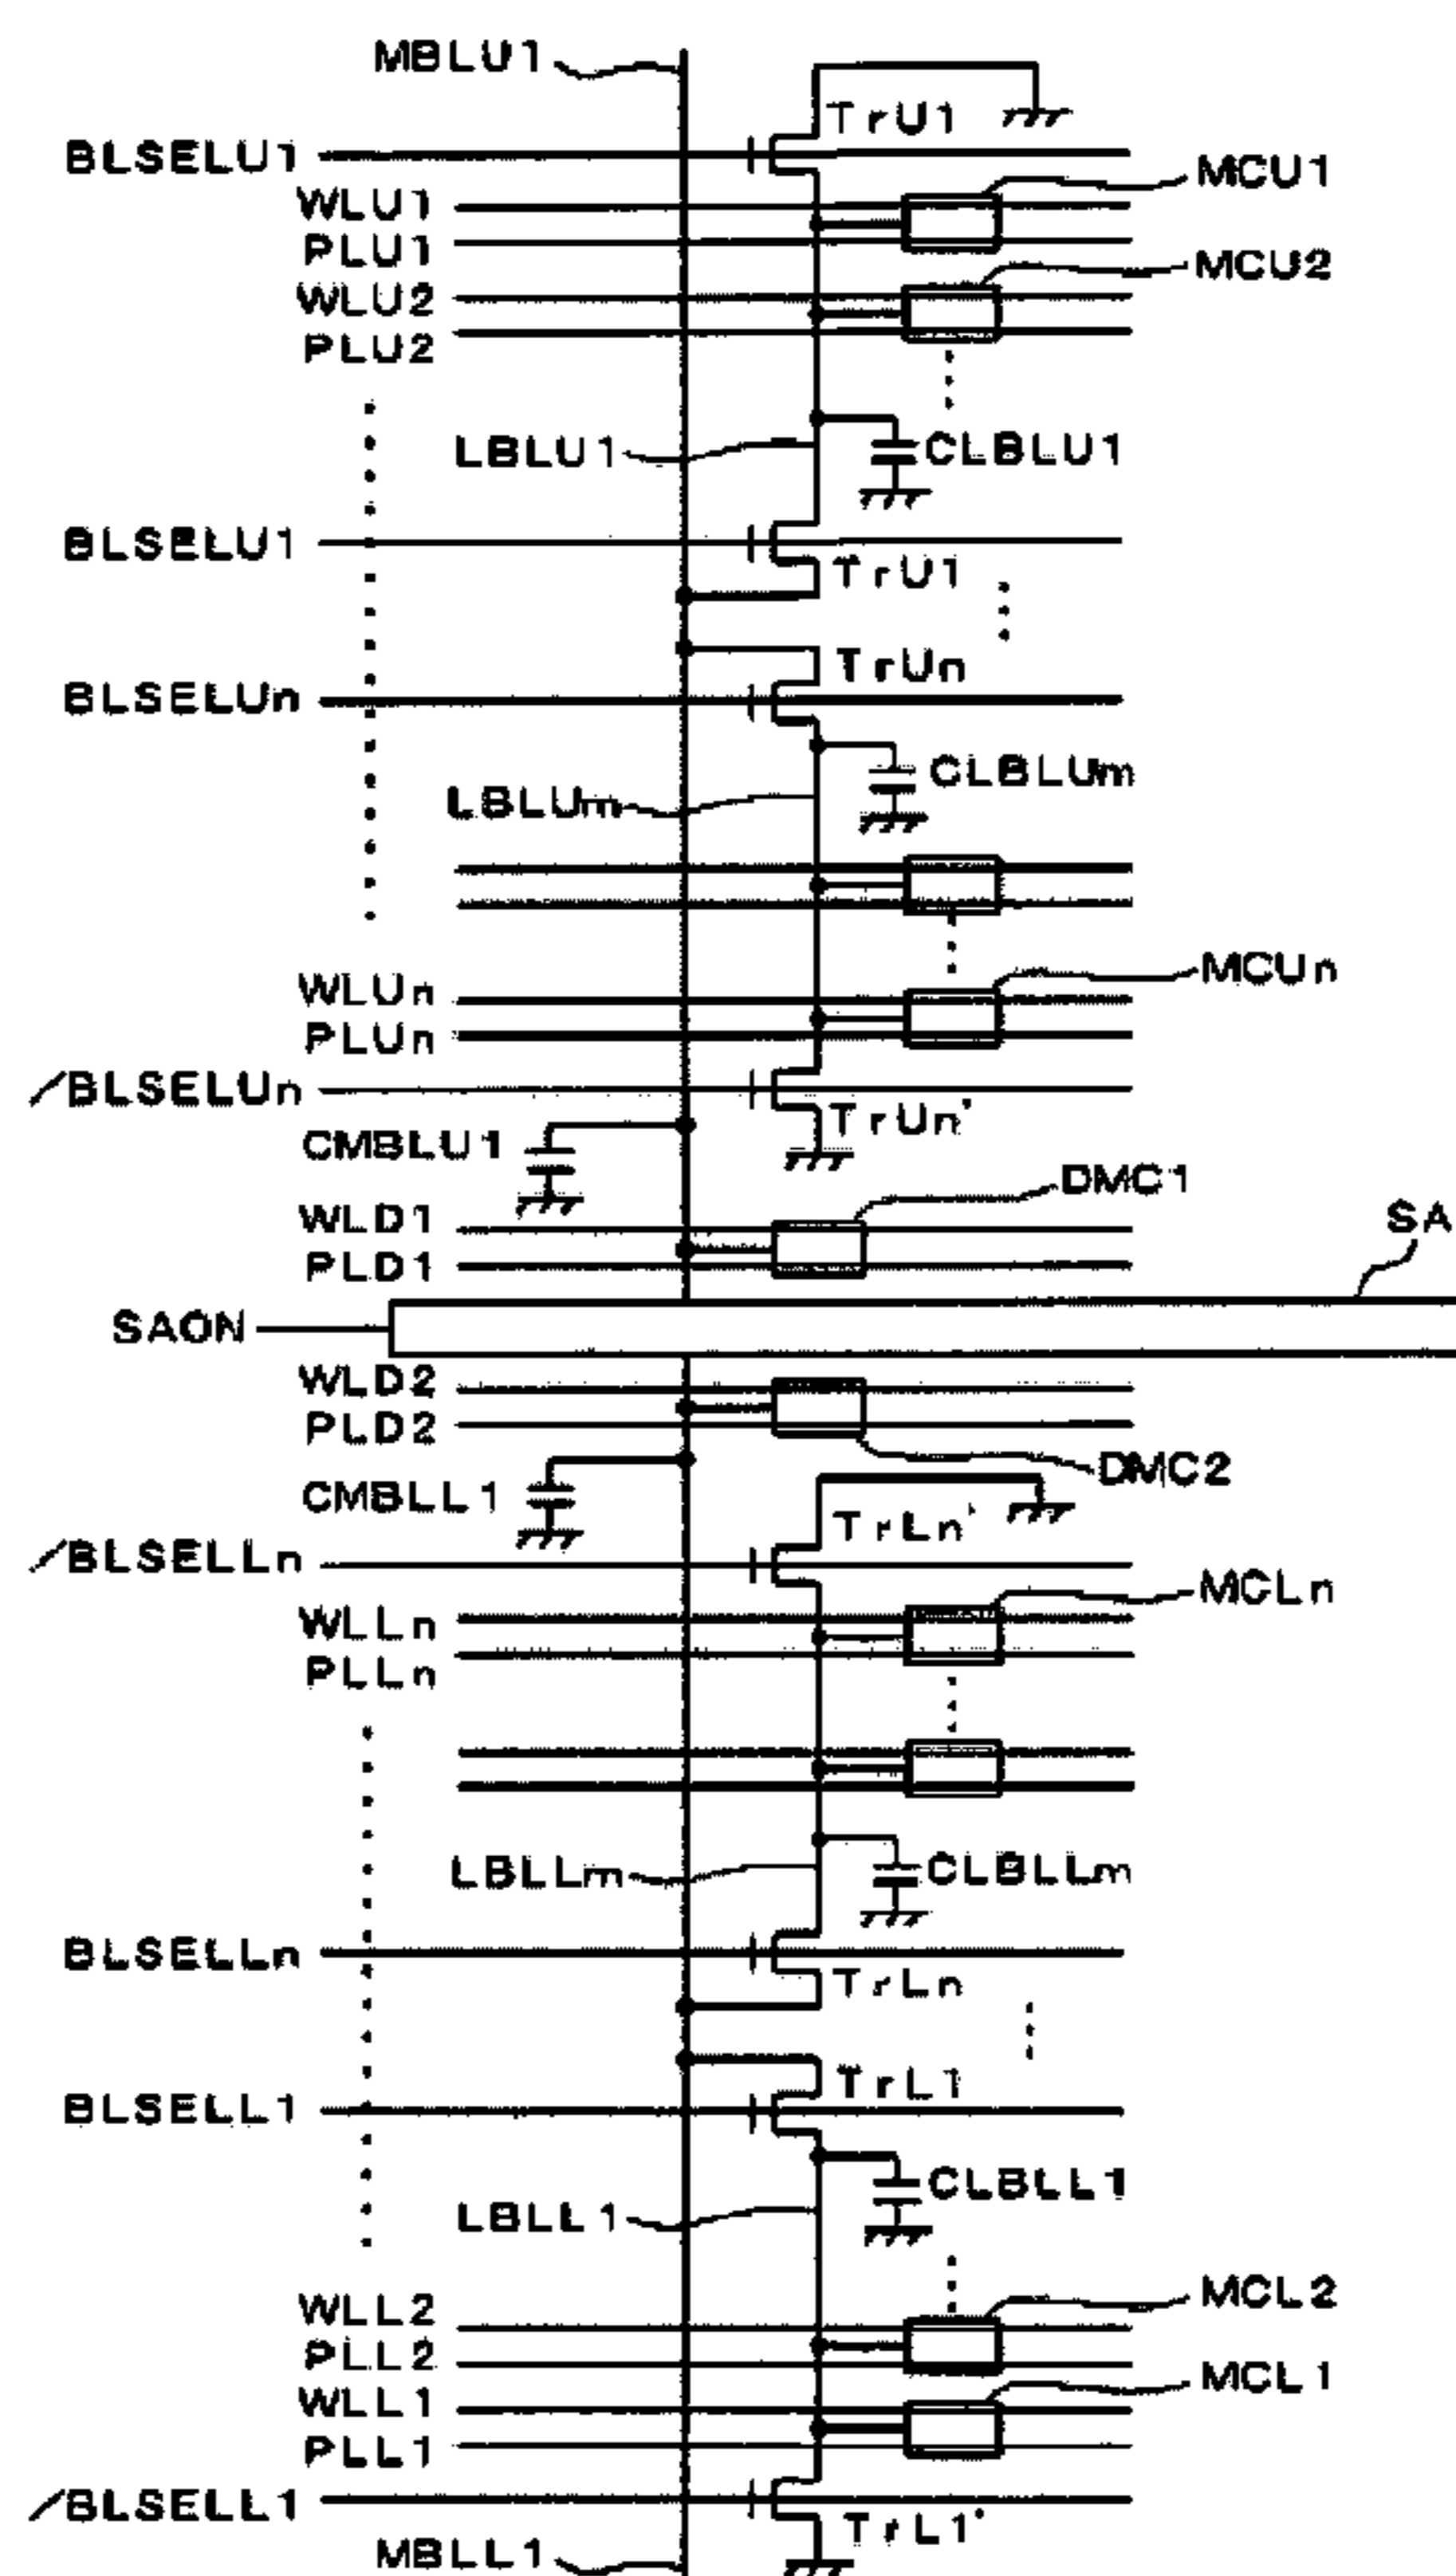 MBLU1
TrU1
BLSELU1
MCU1
WLU1
PLU1
MCU2
WLU2
PLU2
LBLU1
CLBLU1
BLSELU1
TrU1
TrUn
BLSELUn
CLBLUm
LBLUm
MCUn
WLUn
PLUn
/BLSELUn
TrUn'
CMBLU1
DMC1
WLD1
SA
PLD1
SAON
WLD2
PLD2
DMC2
CMBLL1
TrLn'
/BLSELLn
MCLn
WLLn
PLLn
LBLLm
CLBLLm
BLSELLn
TrLn
TrL1
BLSELL1
CLBLL1
LBLL1
MCL2
WLL2
PLL2
MCL1
WLL1
PLL1
/BLSELL1
TrL1'
MBLL1